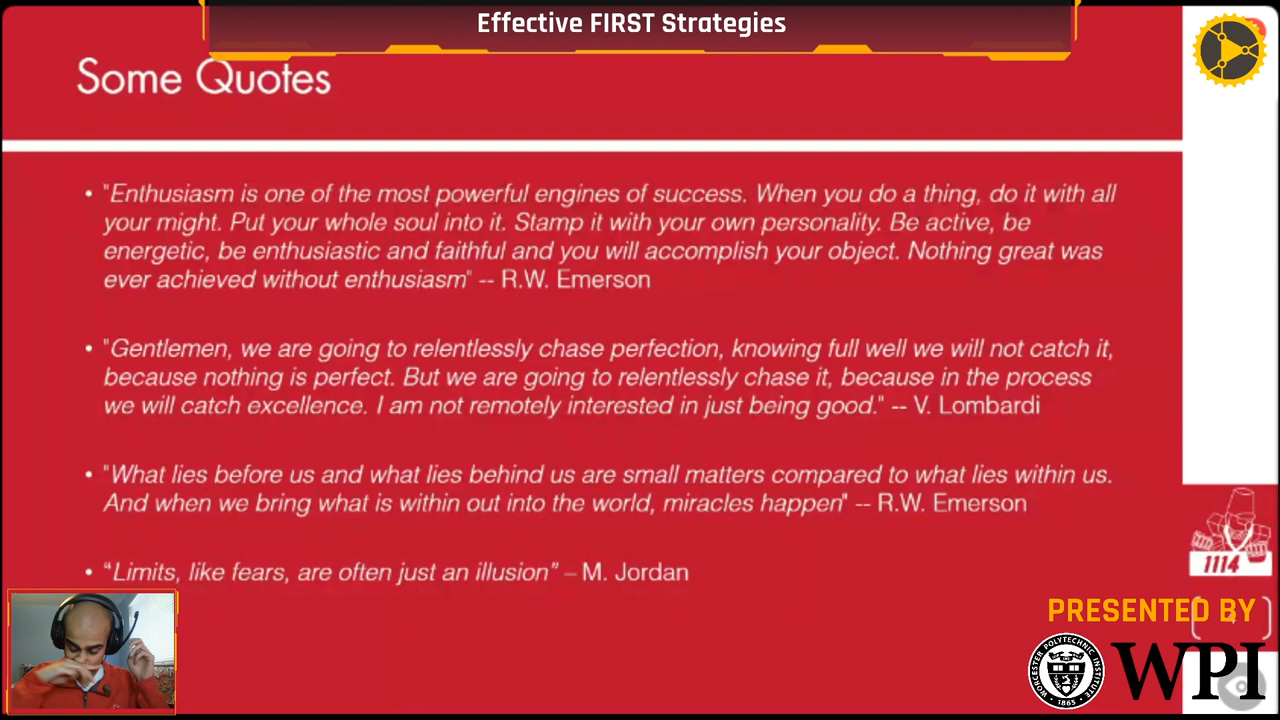 Effective FIRST Strategies
Some Quotes
• "Enthusiasm is one of the most powerful engines of success. When you do a thing, do it with all
your might. Put your whole soul into it. Stamp it with your own personality. Be active, be
energetic, be enthusiastic and faithful and you will accomplish your object. Nothing great was
ever achieved without enthusiasm" -- R.W. Emerson
• "Gentlemen, we are going to relentlessly chase perfection, knowing full well we will not catch it,
because nothing is perfect. But we are going to relentlessly chase it, because in the process
we will catch excellence. I am not remotely interested in just being good." -- V. Lombardi
• "What lies before us and what lies behind us are small matters compared to what lies within us.
And when we bring what is within out into the world, miracles happen" -- R.W. Emerson
• "Limits, like fears, are often just an illusion" – M. Jordan
1114
PRESENTED BY
WORCESTER POLYTECHNIC INSTITUTE
1865
WPI